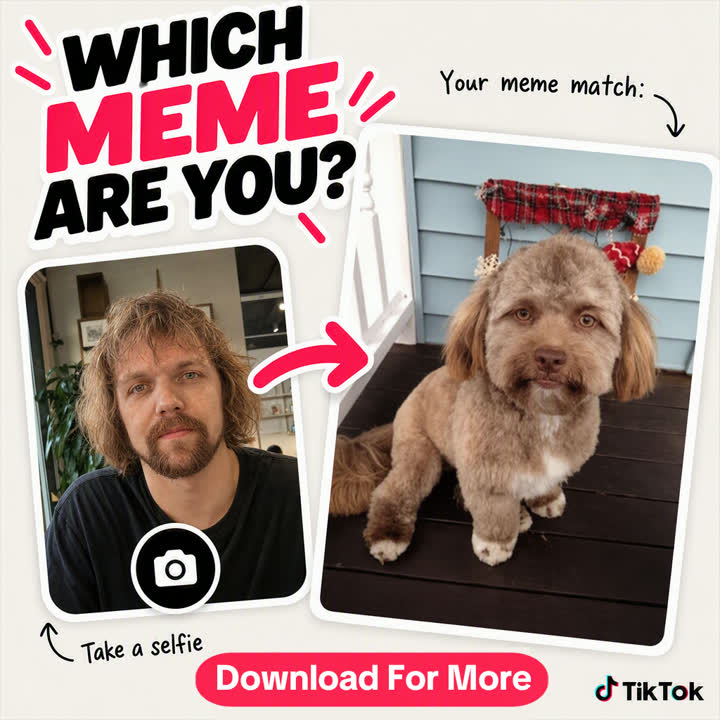 WHICH
MEME
ARE YOU?
Your meme match:
Take a selfie
Download For More
TikTok